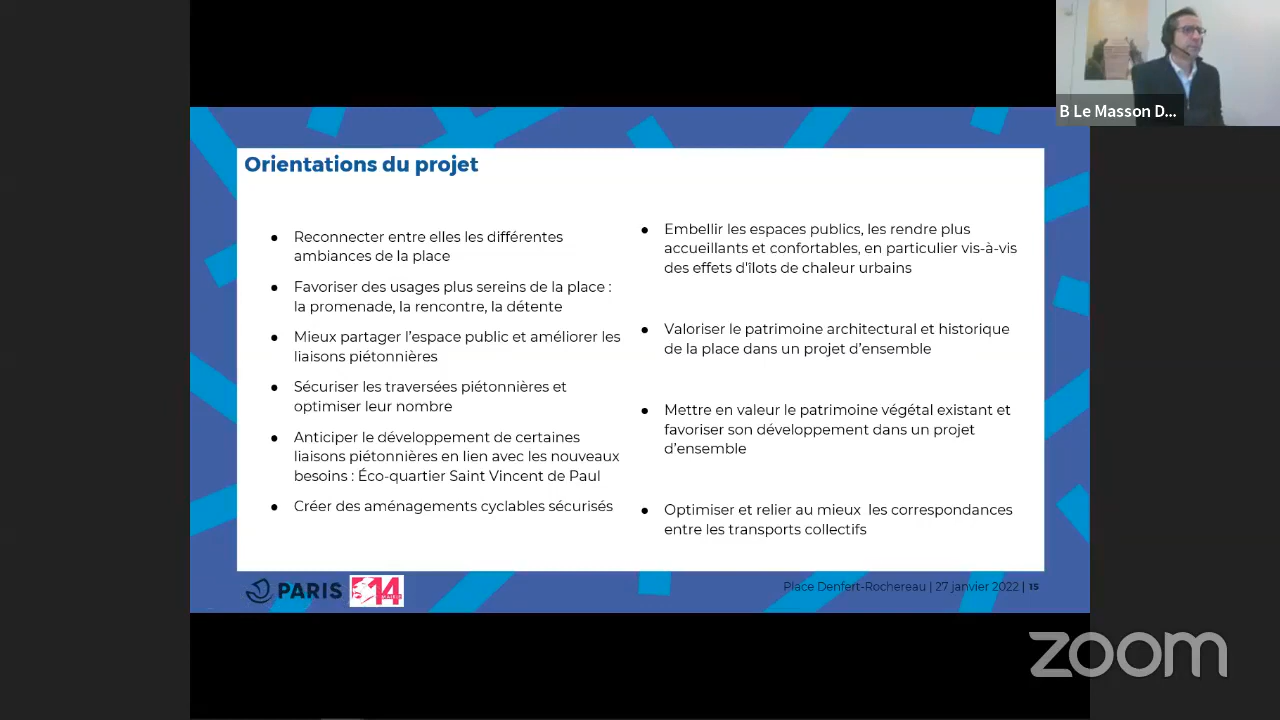 B Le Masson D...
Orientations du projet
● Reconnecter entre elles les différentes
ambiances de la place
● Favoriser des usages plus sereins de la place :
la promenade, la rencontre, la détente
● Mieux partager l'espace public et améliorer les
liaisons piétonnières
● Sécuriser les traversées piétonnières et
optimiser leur nombre
● Anticiper le développement de certaines
liaisons piétonnières en lien avec les nouveaux
besoins : Éco-quartier Saint Vincent de Paul
● Créer des aménagements cyclables sécurisés
● Embellir les espaces publics, les rendre plus
accueillants et confortables, en particulier vis-à-vis
des effets d'ilots de chaleur urbains
● Valoriser le patrimoine architectural et historique
de la place dans un projet d'ensemble
● Mettre en valeur le patrimoine végétal existant et
favoriser son développement dans un projet
d'ensemble
● Optimiser et relier au mieux les correspondances
entre les transports collectifs
PARIS
14
MAIRIE
Place Denfert-Rochereau | 27 janvier 2022 | 15
zoom